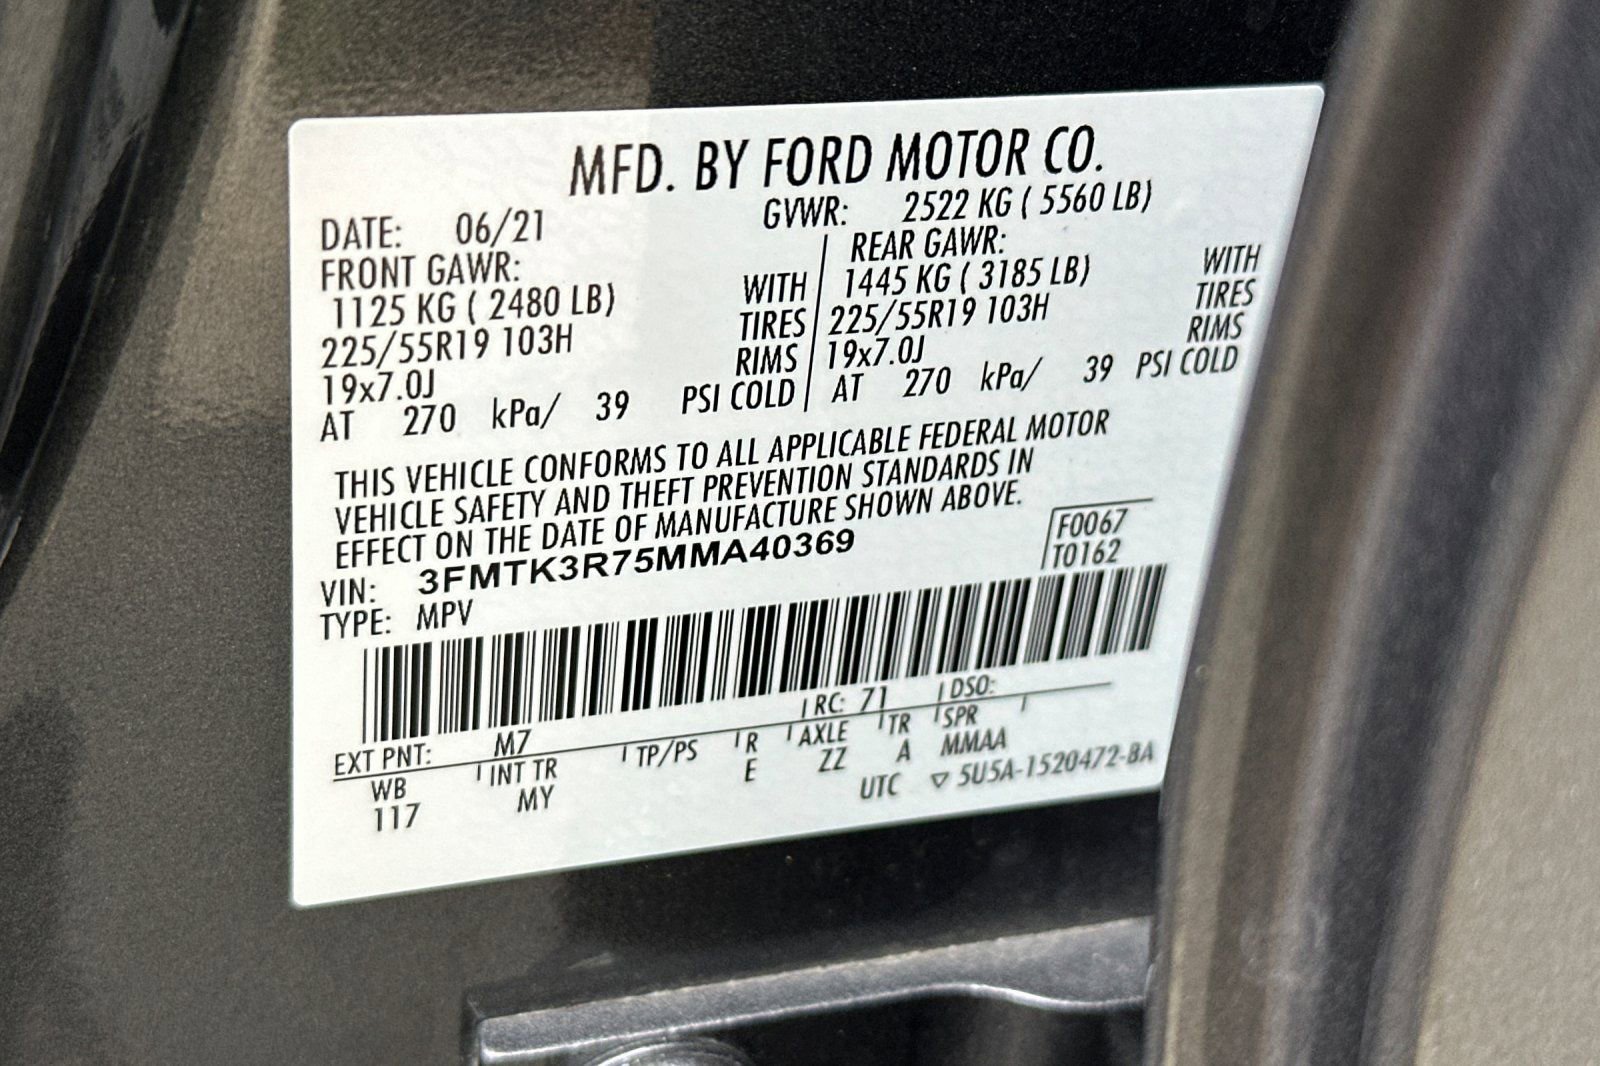 MFD. BY FORD MOTOR CO.
DATE: 06/21 GVWR: 2522 KG ( 5560 LB)
FRONT GAWR: REAR GAWR:
1125 KG ( 2480 LB) WITH 1445 KG ( 3185 LB) WITH
225/55R19 103H TIRES 225/55R19 103H TIRES
19x7.0J RIMS 19x7.0J RIMS
AT 270 kPa/ 39 PSI COLD AT 270 kPa/ 39 PSI COLD
THIS VEHICLE CONFORMS TO ALL APPLICABLE FEDERAL MOTOR
VEHICLE SAFETY AND THEFT PREVENTION STANDARDS IN
EFFECT ON THE DATE OF MANUFACTURE SHOWN ABOVE.
VIN: 3FMTK3R75MMA40369 F0067
TYPE: MPV T0162
EXT PNT: M7 RC: 71 DSO:
WB INT TR TP/PS R AXLE TR SPR
117 MY E ZZ A MMAA
UTC ▽ 5U5A-1520472-BA